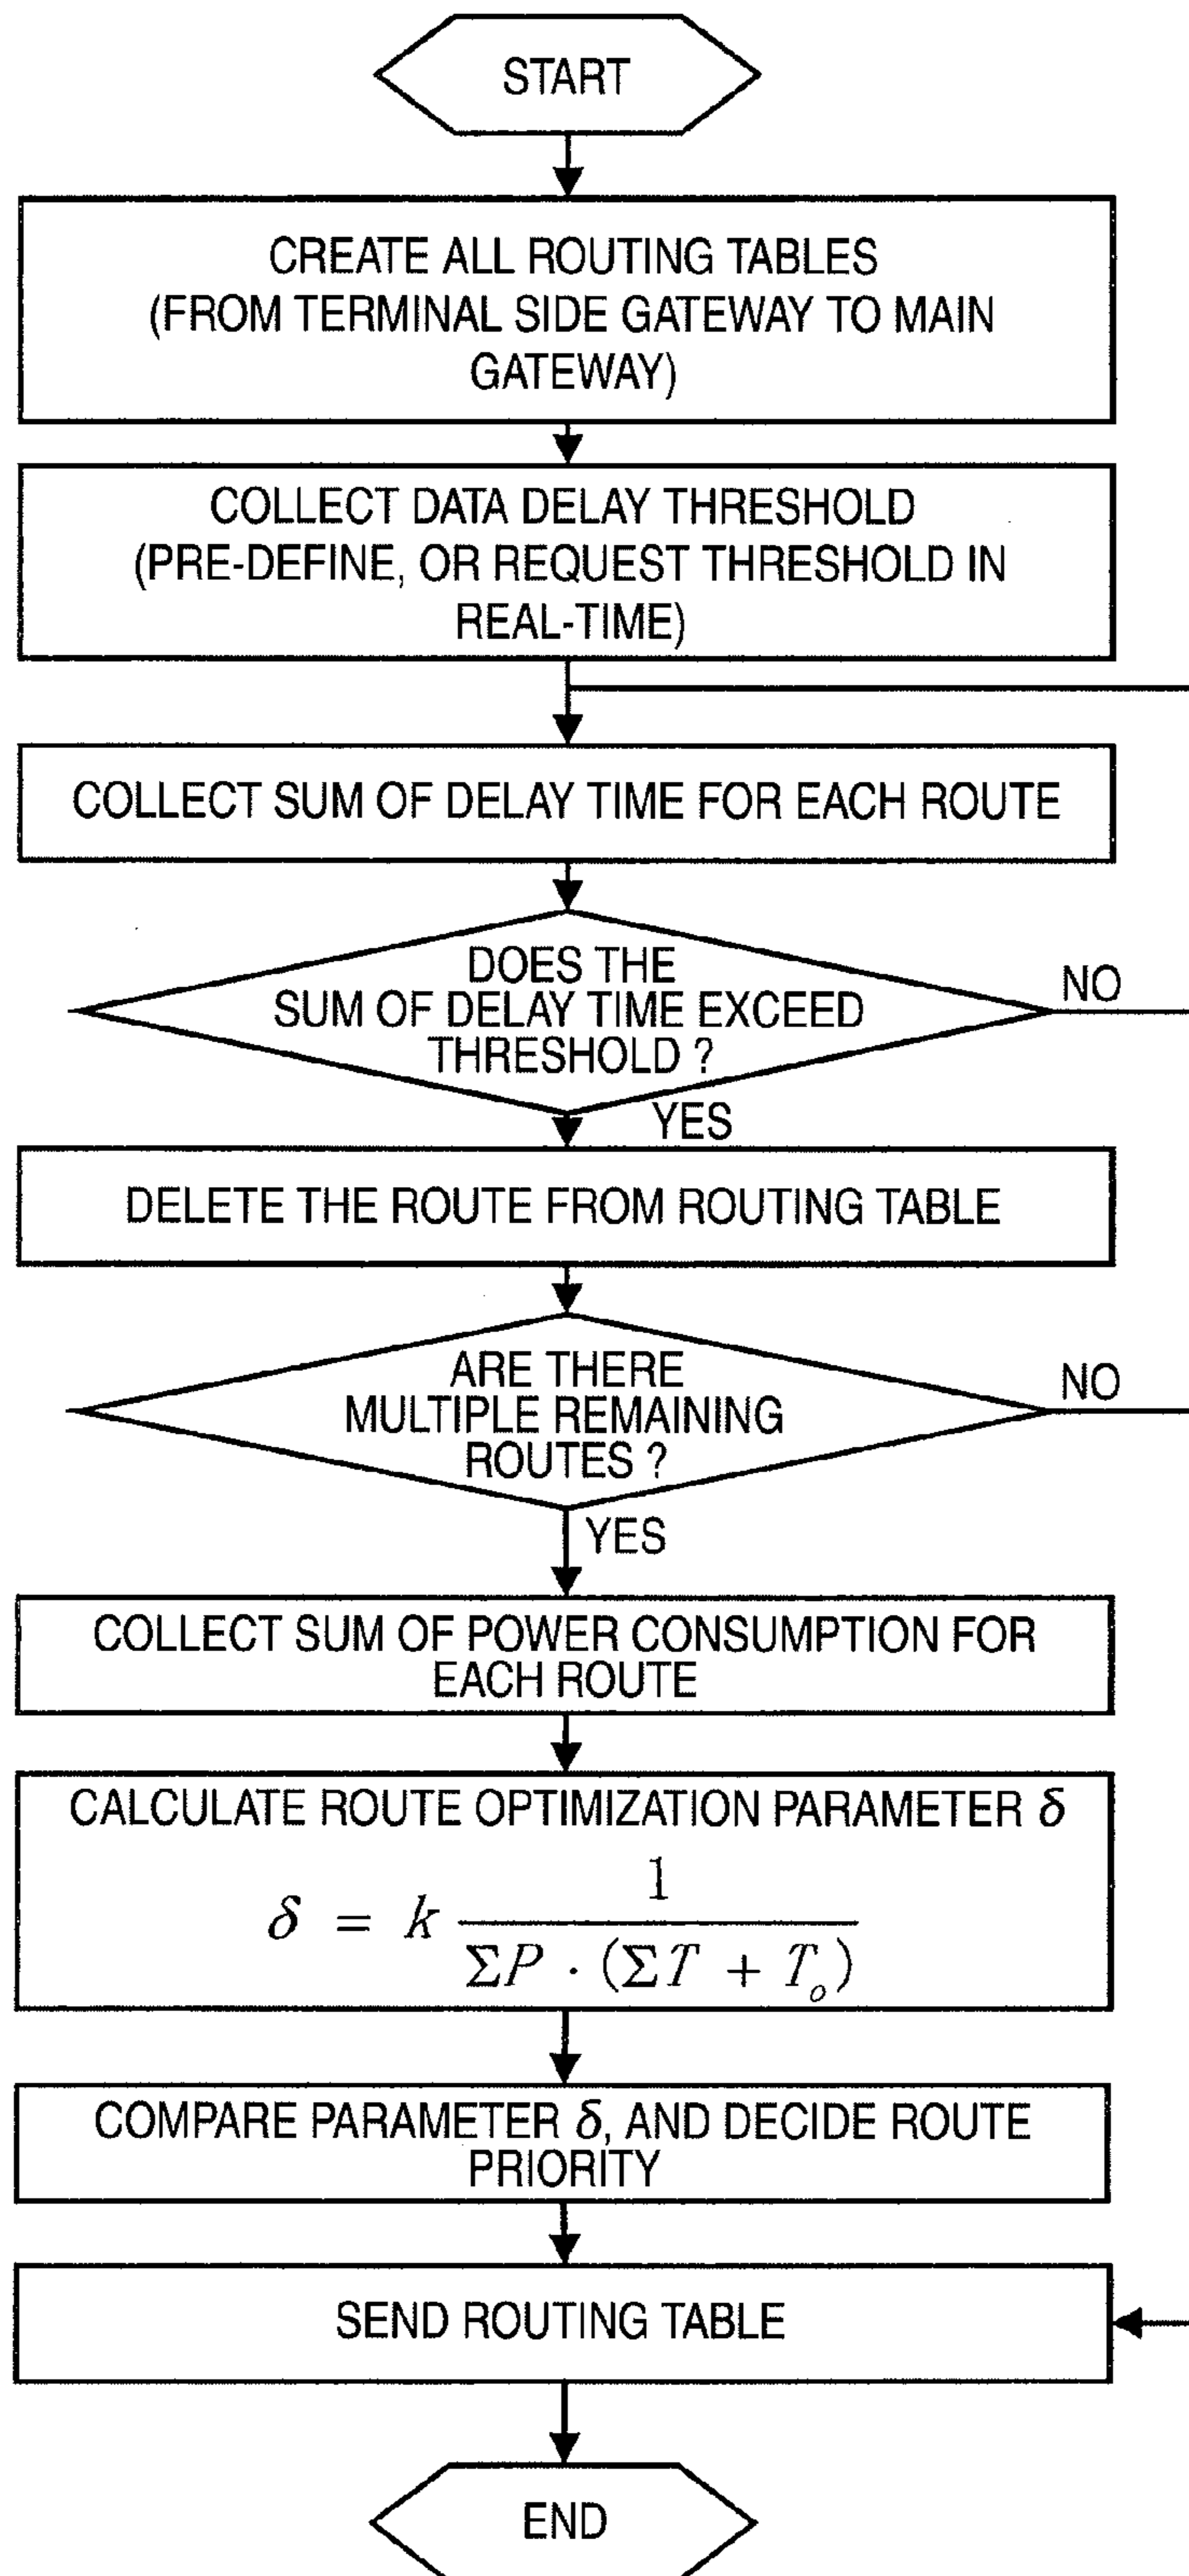 START
CREATE ALL ROUTING TABLES
(FROM TERMINAL SIDE GATEWAY TO MAIN
GATEWAY)
COLLECT DATA DELAY THRESHOLD
(PRE-DEFINE, OR REQUEST THRESHOLD IN
REAL-TIME)
COLLECT SUM OF DELAY TIME FOR EACH ROUTE
DOES THE
SUM OF DELAY TIME EXCEED
THRESHOLD ?
NO
YES
DELETE THE ROUTE FROM ROUTING TABLE
ARE THERE
MULTIPLE REMAINING
ROUTES ?
NO
YES
COLLECT SUM OF POWER CONSUMPTION FOR
EACH ROUTE
CALCULATE ROUTE OPTIMIZATION PARAMETER δ
δ = k 1 / ΣP · (ΣT + T_o)
COMPARE PARAMETER δ, AND DECIDE ROUTE
PRIORITY
SEND ROUTING TABLE
END